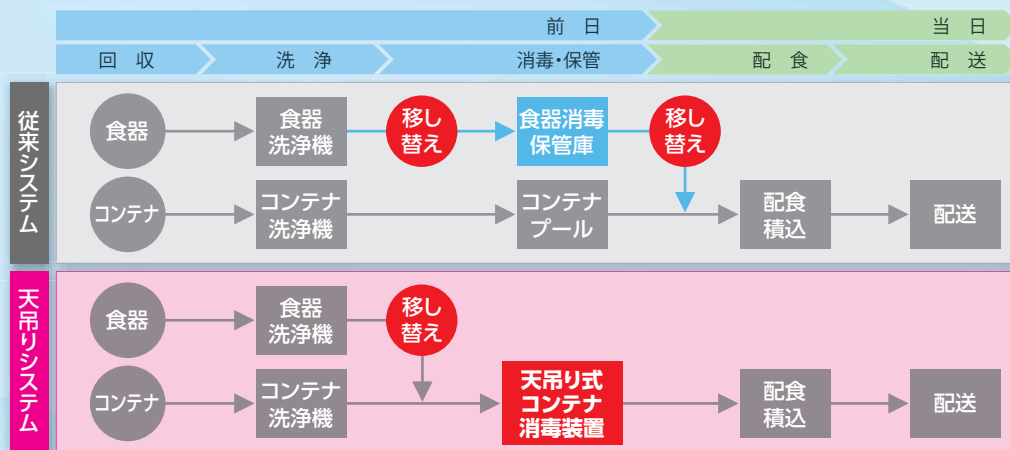 前 日
当 日
回 収
洗 浄
消毒・保管
配 食
配 送
従来システム
食器
食器
洗浄機
移し
替え
食器消毒
保管庫
移し
替え
コンテナ
コンテナ
洗浄機
コンテナ
プール
配食
積込
配送
天吊りシステム
食器
食器
洗浄機
移し
替え
コンテナ
コンテナ
洗浄機
天吊り式
コンテナ
消毒装置
配食
積込
配送